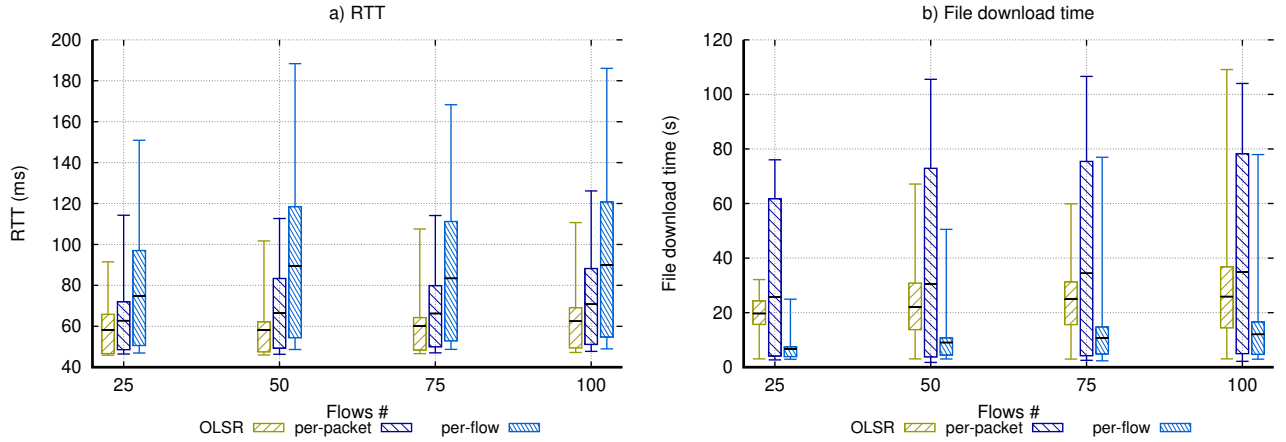 a) RTT
200
180
160
140
120
100
80
60
40
RTT (ms)
25 50 75 100
Flows #
OLSR per-packet per-flow
b) File download time
120
100
80
60
40
20
0
File download time (s)
25 50 75 100
Flows #
OLSR per-packet per-flow